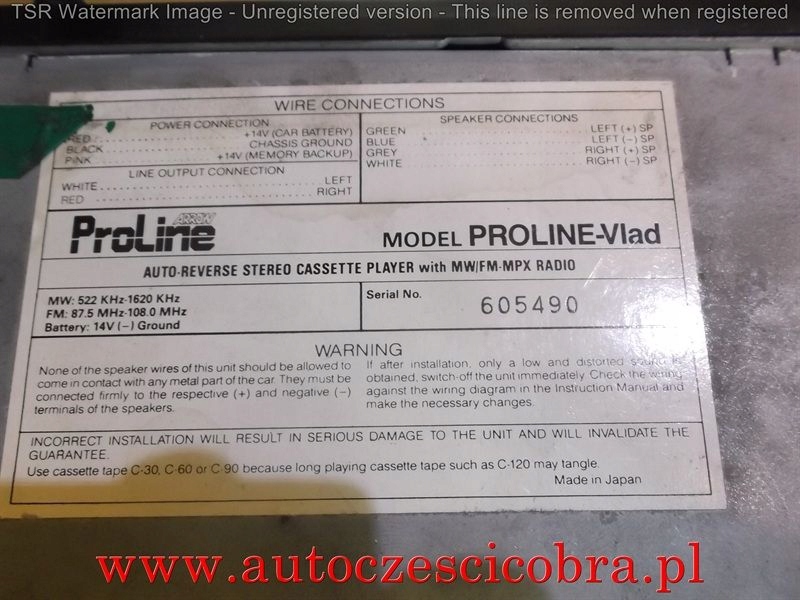 TSR Watermark Image - Unregistered version - This line is removed when registered
WIRE CONNECTIONS
POWER CONNECTION
RED ........ +14V (CAR BATTERY)
BLACK ........ CHASSIS GROUND
PINK ........ +14V (MEMORY BACKUP)
LINE OUTPUT CONNECTION
WHITE ........ LEFT
RED ........ RIGHT
SPEAKER CONNECTIONS
GREEN ........ LEFT (+) SP
BLUE ........ LEFT (-) SP
GREY ........ RIGHT (+) SP
WHITE ........ RIGHT (-) SP
ARROW
ProLine
MODEL PROLINE-Vlad
AUTO-REVERSE STEREO CASSETTE PLAYER with MW/FM-MPX RADIO
MW: 522 KHz-1620 KHz
FM: 87.5 MHz-108.0 MHz
Battery: 14V (-) Ground
Serial No.
605490
WARNING
None of the speaker wires of this unit should be allowed to
come in contact with any metal part of the car. They must be
connected firmly to the respective (+) and negative (-)
terminals of the speakers.
If after installation, only a low and distorted sound is
obtained, switch-off the unit immediately. Check the wiring
against the wiring diagram in the Instruction Manual and
make the necessary changes.
INCORRECT INSTALLATION WILL RESULT IN SERIOUS DAMAGE TO THE UNIT AND WILL INVALIDATE THE
GUARANTEE.
Use cassette tape C-30, C-60 or C-90 because long playing cassette tape such as C-120 may tangle.
Made in Japan
www.autoczescicobra.pl